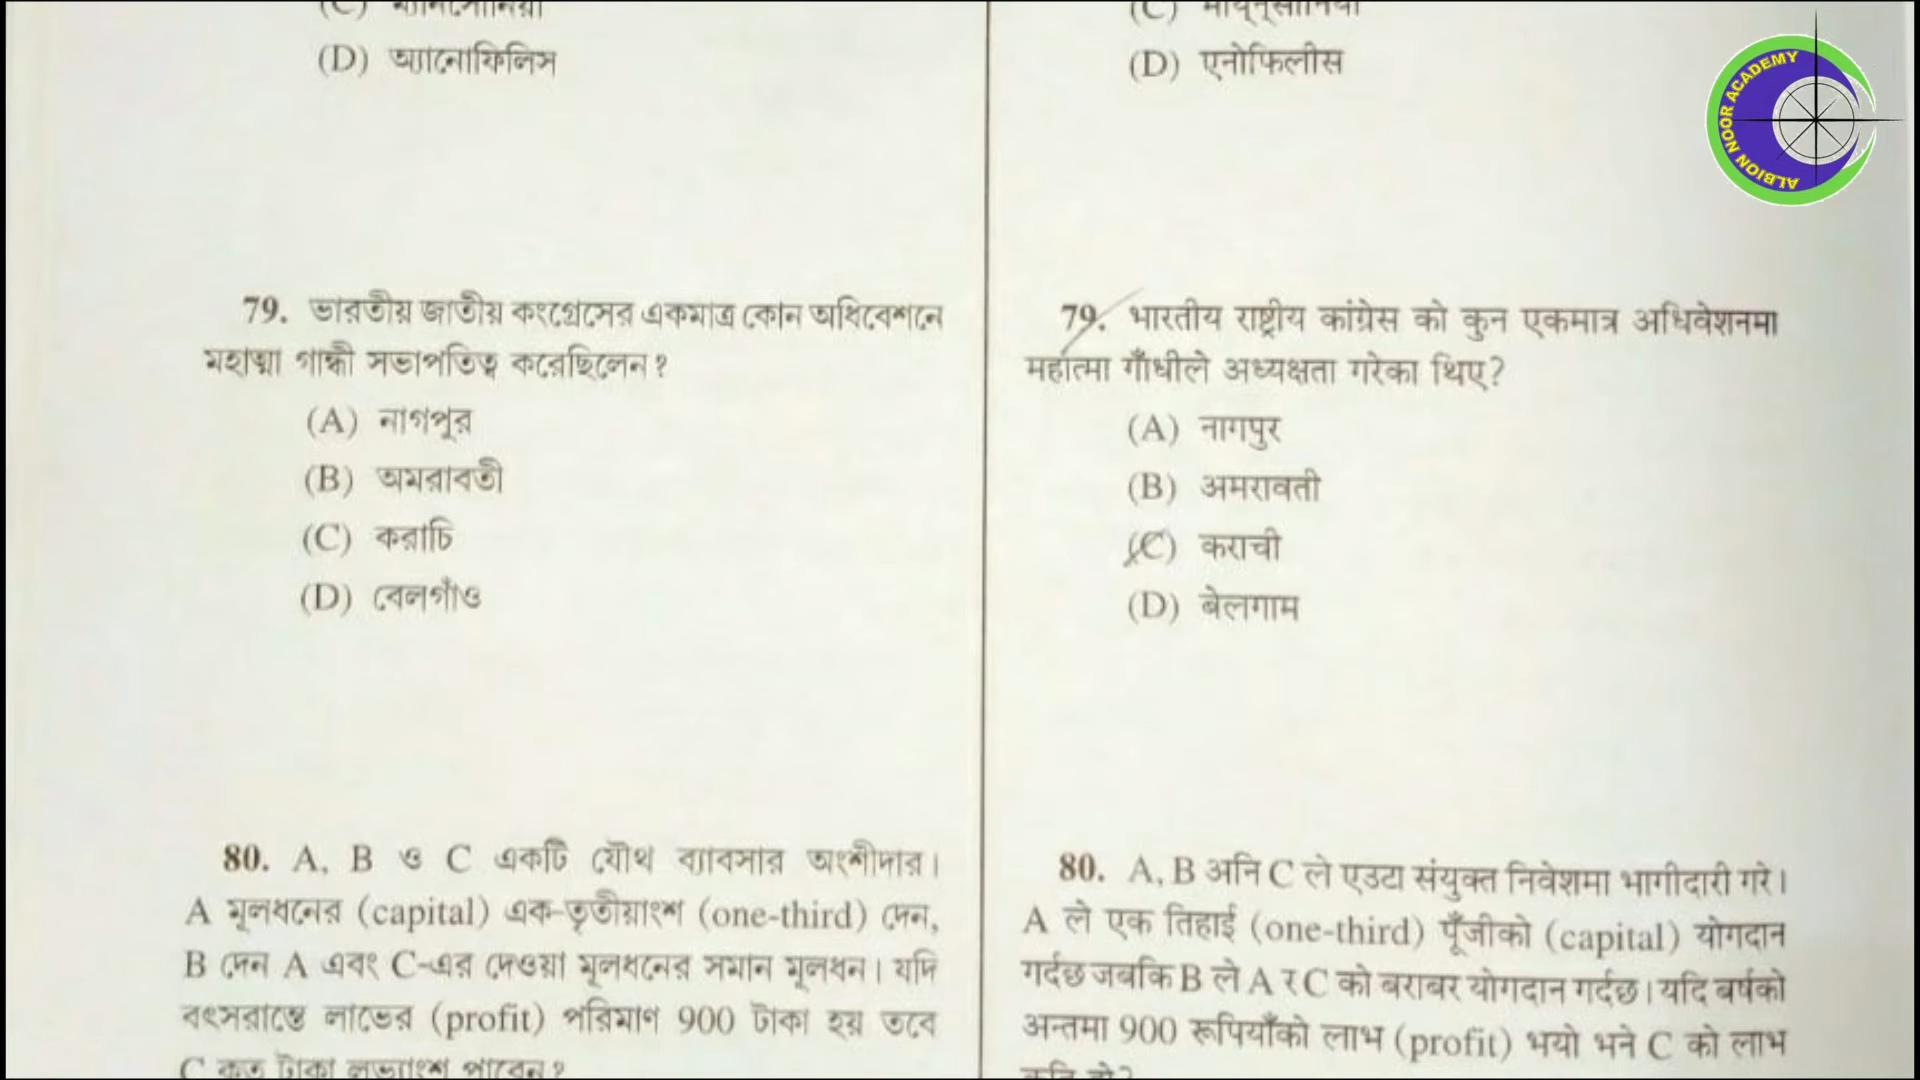 (D) অ্যানোফিলিস
79. ভারতীয় জাতীয় কংগ্রেসের একমাত্র কোন অধিবেশনে
মহাত্মা গান্ধী সভাপতিত্ব করেছিলেন?
(A) নাগপুর
(B) অমরাবতী
(C) করাচি
(D) বেলগাঁও
80. A, B ও C একটি যৌথ ব্যাবসার অংশীদার।
A মূলধনের (capital) এক-তৃতীয়াংশ (one-third) দেন,
B দেন A এবং C-এর দেওয়া মূলধনের সমান মূলধন। যদি
বৎসরান্তে লাভের (profit) পরিমাণ 900 টাকা হয় তবে
C কত টাকা লভ্যাংশ পাবেন?
(D) एनोफिलीस
79. भारतीय राष्ट्रीय कांग्रेस को कुन एकमात्र अधिवेशनमा
महात्मा गाँधीले अध्यक्षता गरेका थिए?
(A) नागपुर
(B) अमरावती
(C) कराची
(D) बेलगाम
80. A, B अनि C ले एउटा संयुक्त निवेशमा भागीदारी गरे।
A ले एक तिहाई (one-third) पूँजीको (capital) योगदान
गर्दछ जबकि B ले A र C को बराबर योगदान गर्दछ। यदि बर्षको
अन्तमा 900 रूपियाँको लाभ (profit) भयो भने C को लाभ
ALBION NOOR ACADEMY